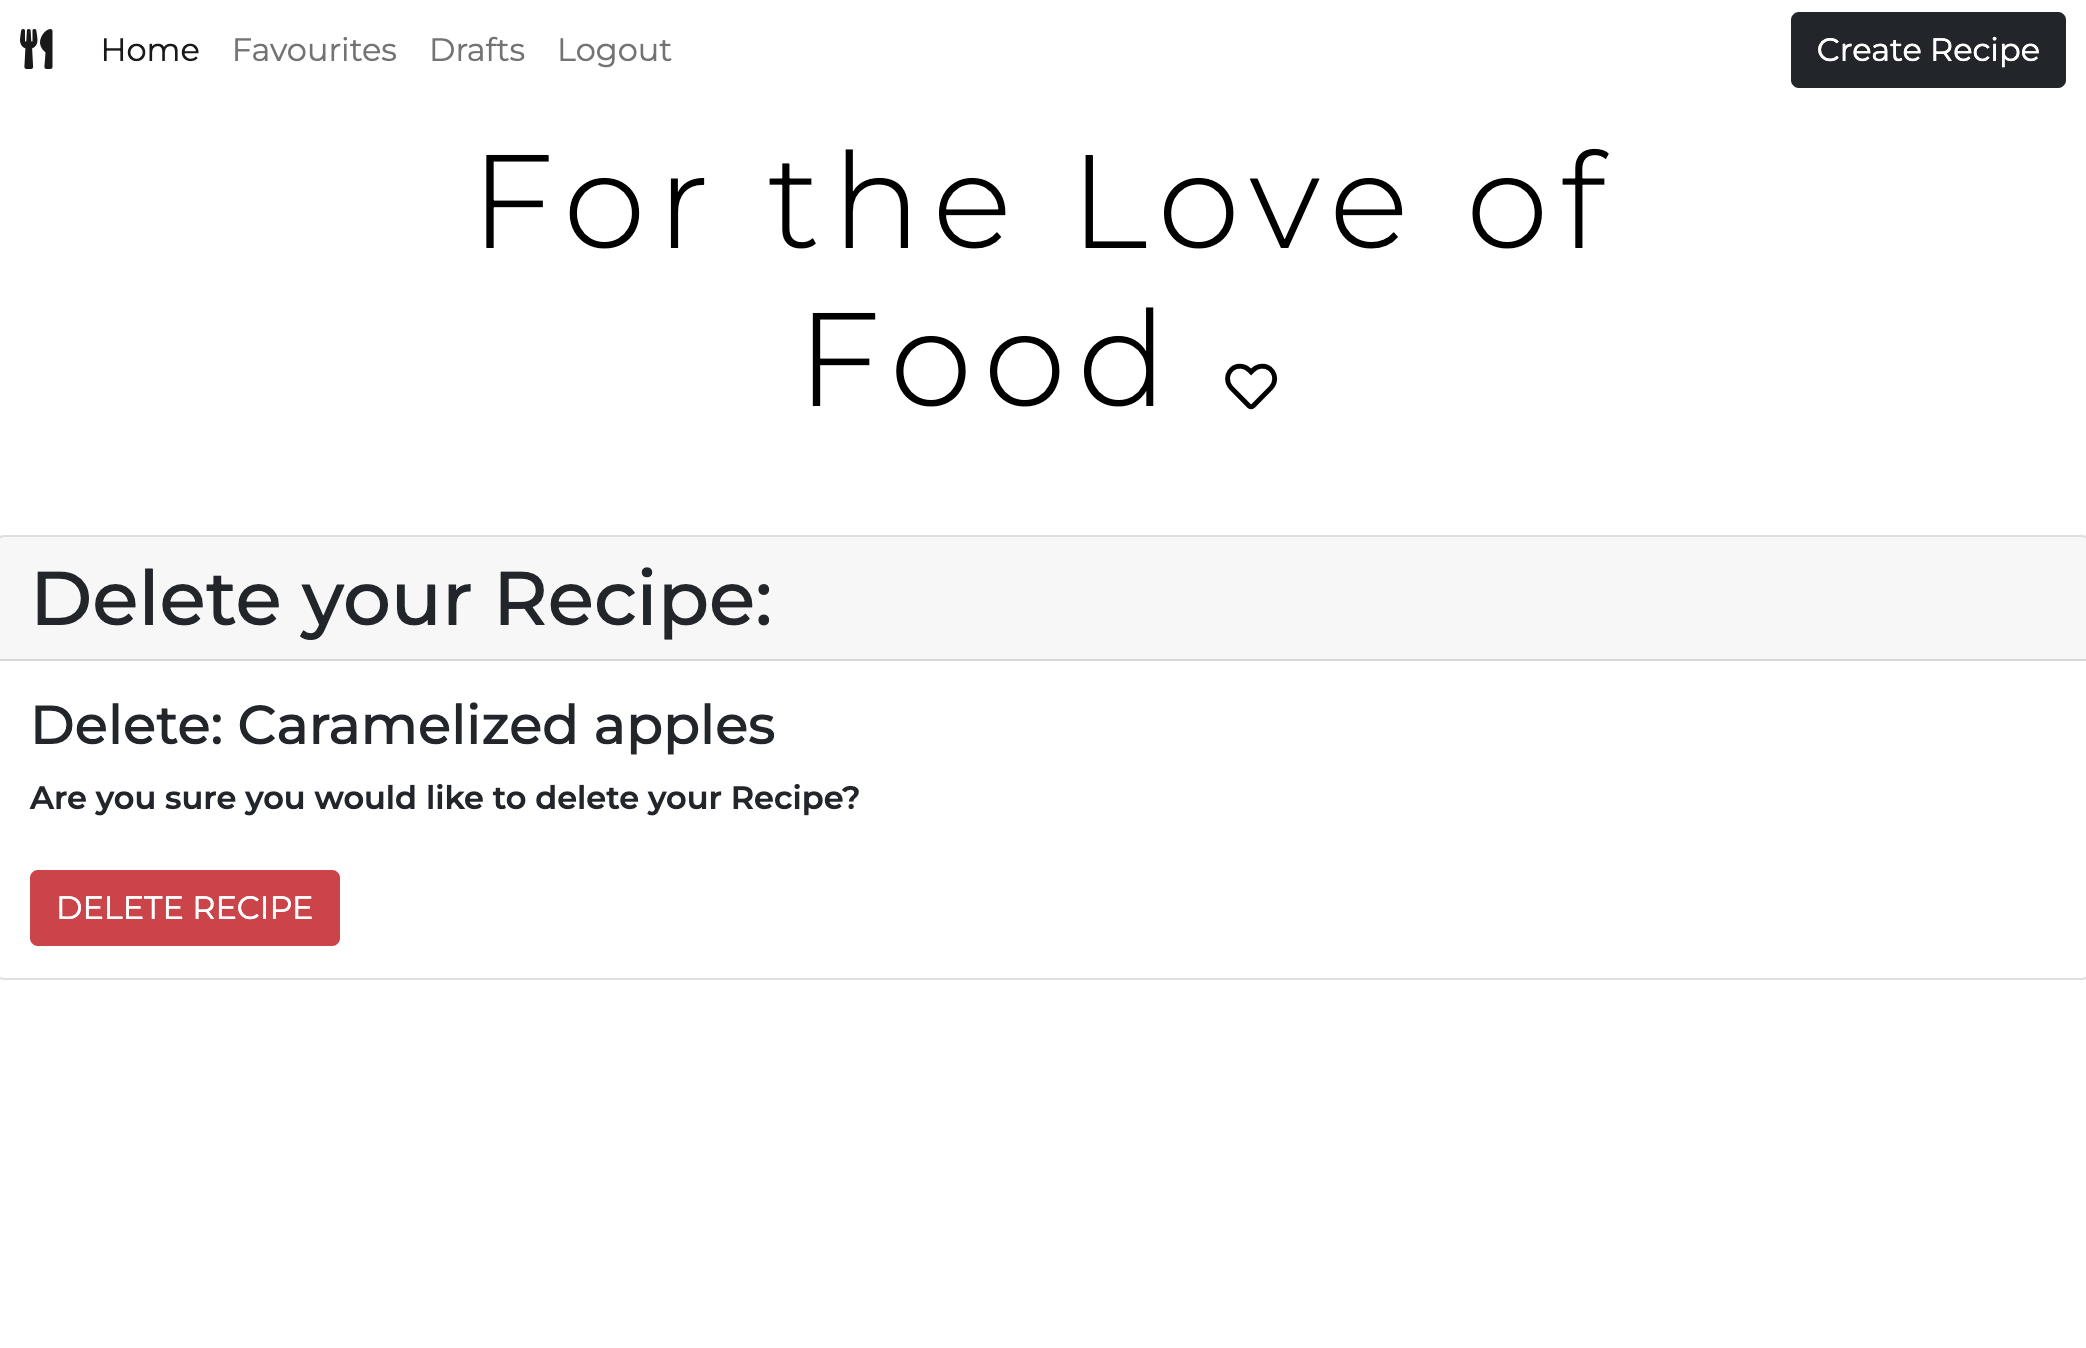 Home Favourites Drafts Logout Create Recipe
For the Love of
Food
Delete your Recipe:
Delete: Caramelized apples
Are you sure you would like to delete your Recipe?
DELETE RECIPE